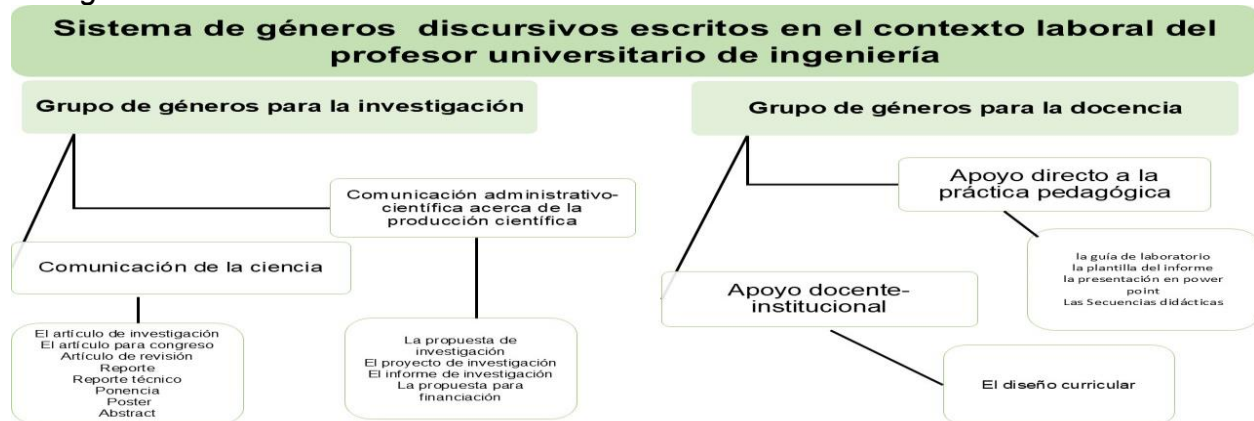 Sistema de géneros discursivos escritos en el contexto laboral del
profesor universitario de ingeniería
Grupo de géneros para la investigación
Grupo de géneros para la docencia
Comunicación administrativo-
científica acerca de la
producción científica
Apoyo directo a la
práctica pedagógica
Comunicación de la ciencia
Apoyo docente-
institucional
la guía de laboratorio
la plantilla del informe
la presentación en power
point
Las Secuencias didácticas
El artículo de investigación
El artículo para congreso
Artículo de revisión
Reporte
Reporte técnico
Ponencia
Poster
Abstract
La propuesta de
investigación
El proyecto de investigación
El informe de investigación
La propuesta para
financiación
El diseño curricular